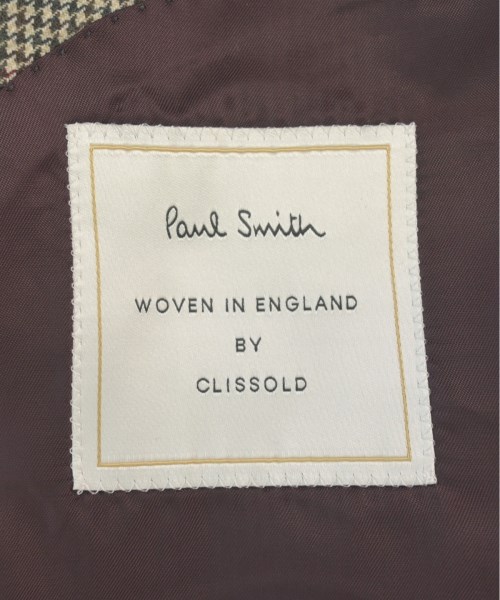 Paul Smith
WOVEN IN ENGLAND
BY
CLISSOLD